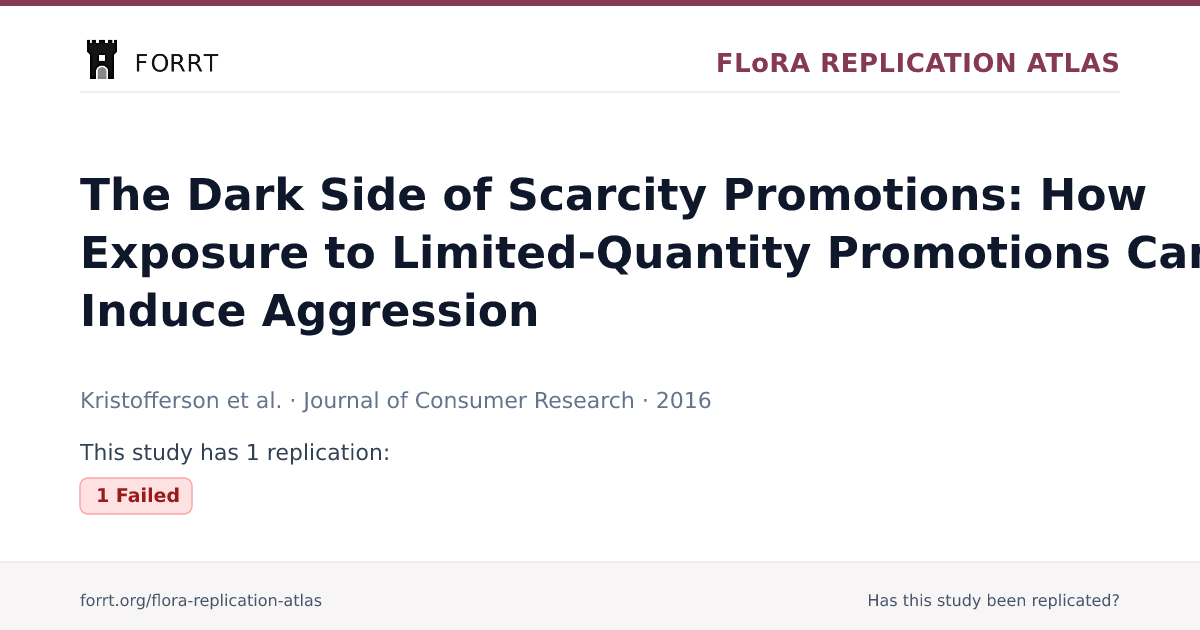 FORRT
FLoRA REPLICATION ATLAS
The Dark Side of Scarcity Promotions: How
Exposure to Limited-Quantity Promotions Can
Induce Aggression
Kristofferson et al. · Journal of Consumer Research · 2016
This study has 1 replication:
1 Failed
forrt.org/flora-replication-atlas
Has this study been replicated?